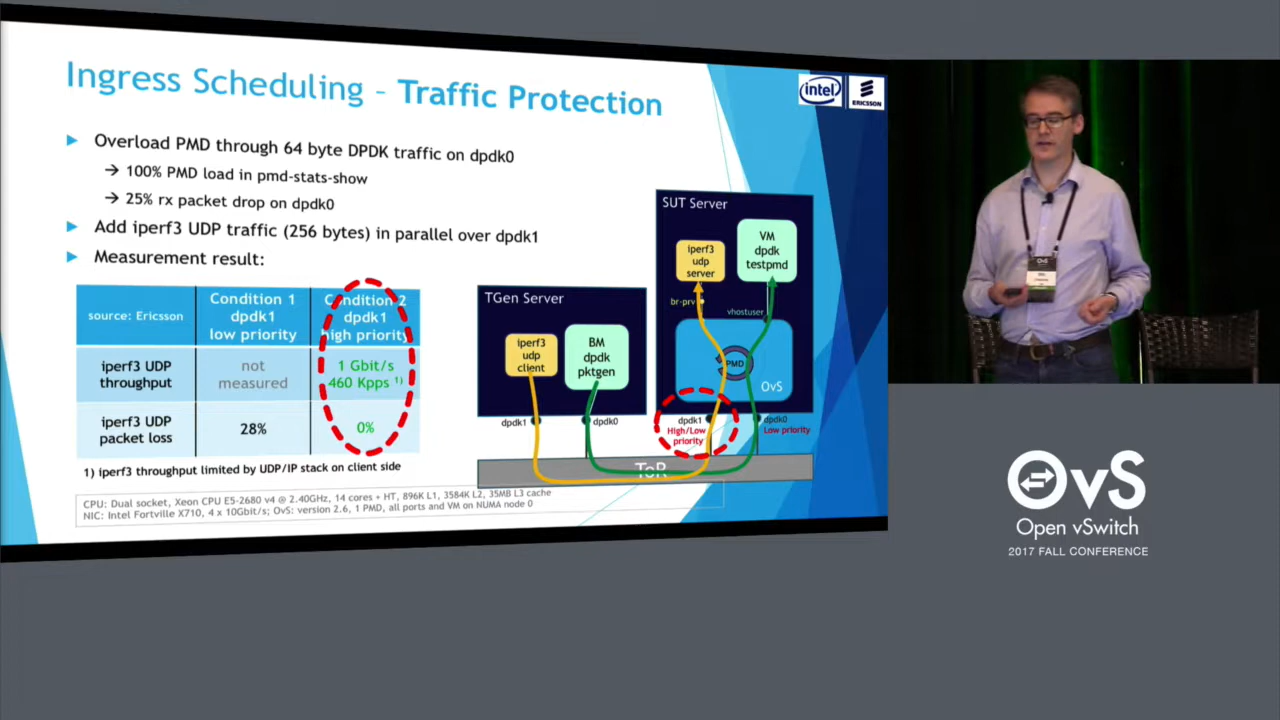 Ingress Scheduling – Traffic Protection
intel
ERICSSON
Overload PMD through 64 byte DPDK traffic on dpdk0
→ 100% PMD load in pmd-stats-show
→ 25% rx packet drop on dpdk0
Add iperf3 UDP traffic (256 bytes) in parallel over dpdk1
Measurement result:
source: Ericsson
Condition 1
dpdk1
low priority
Condition 2
dpdk1
high priority
iperf3 UDP
throughput
not
measured
1 Gbit/s
460 Kpps 1)
iperf3 UDP
packet loss
28%
0%
1) iperf3 throughput limited by UDP/IP stack on client side
CPU: Dual socket, Xeon CPU E5-2680 v4 @ 2.40GHz, 14 cores + HT, 896K L1, 3584K L2, 35MB L3 cache
NIC: Intel Fortville X710, 4 x 10Gbit/s; OvS: version 2.6, 1 PMD, all ports and VM on NUMA node 0
TGen Server
iperf3
udp
client
BM
dpdk
pktgen
dpdk1
dpdk0
SUT Server
iperf3
udp
server
VM
dpdk
testpmd
br-prv
vhostuser
PMD
OvS
dpdk1
High/Low
priority
dpdk0
Low priority
ToR
OvS
OvS
Open vSwitch
2017 FALL CONFERENCE